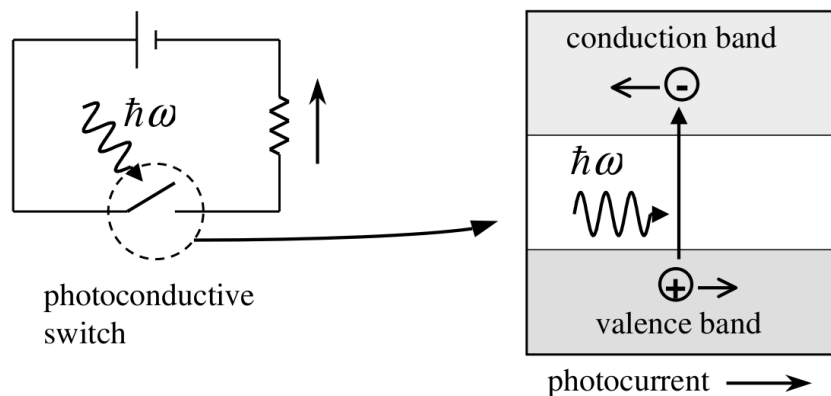 ħω
photoconductive
switch
conduction band
-
ħω
+
valence band
photocurrent